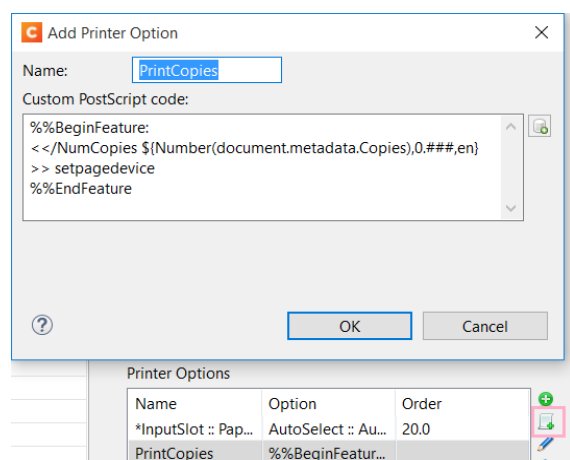 C Add Printer Option
Name: PrintCopies
Custom PostScript code:
%%BeginFeature:
<</NumCopies ${Number(document.metadata.Copies),0.###,en}
>> setpagedevice
%%EndFeature
? OK Cancel
Printer Options
Name Option Order
*InputSlot :: Pap... AutoSelect :: Au... 20.0
PrintCopies %%BeginFeatur...